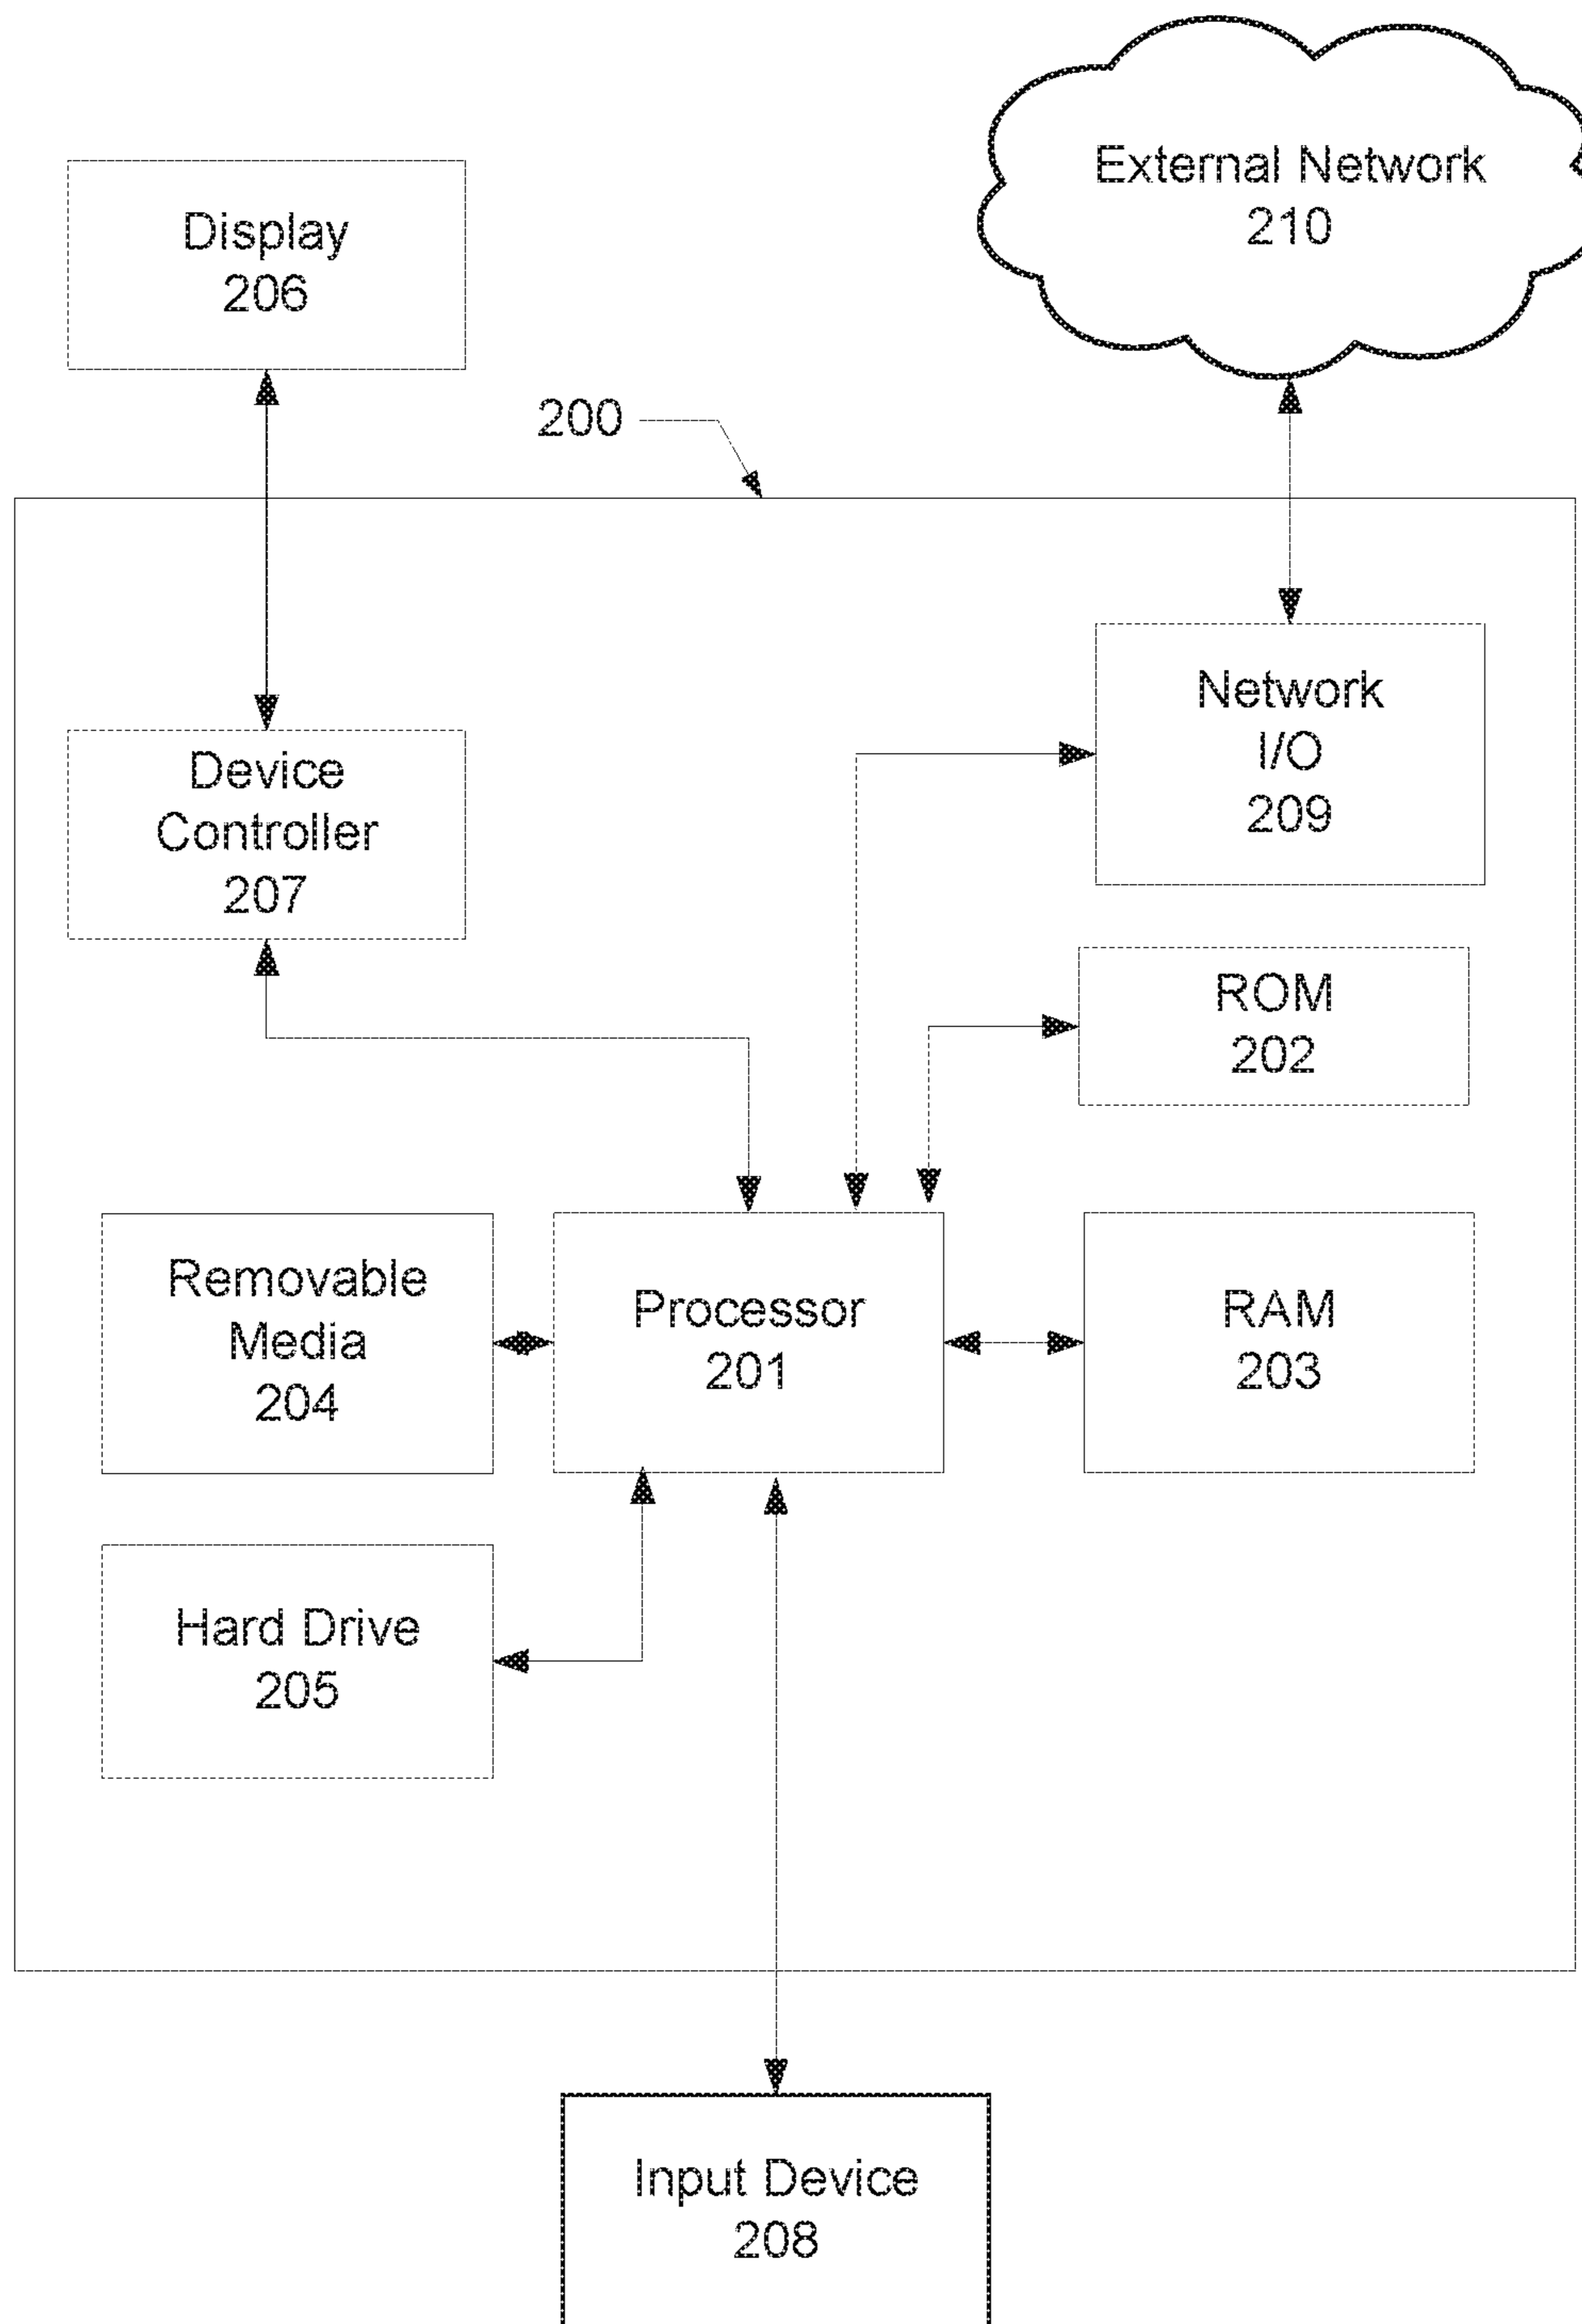 External Network
210
Display
206
200
Network
I/O
209
Device
Controller
207
ROM
202
Removable
Media
204
Processor
201
RAM
203
Hard Drive
205
Input Device
208